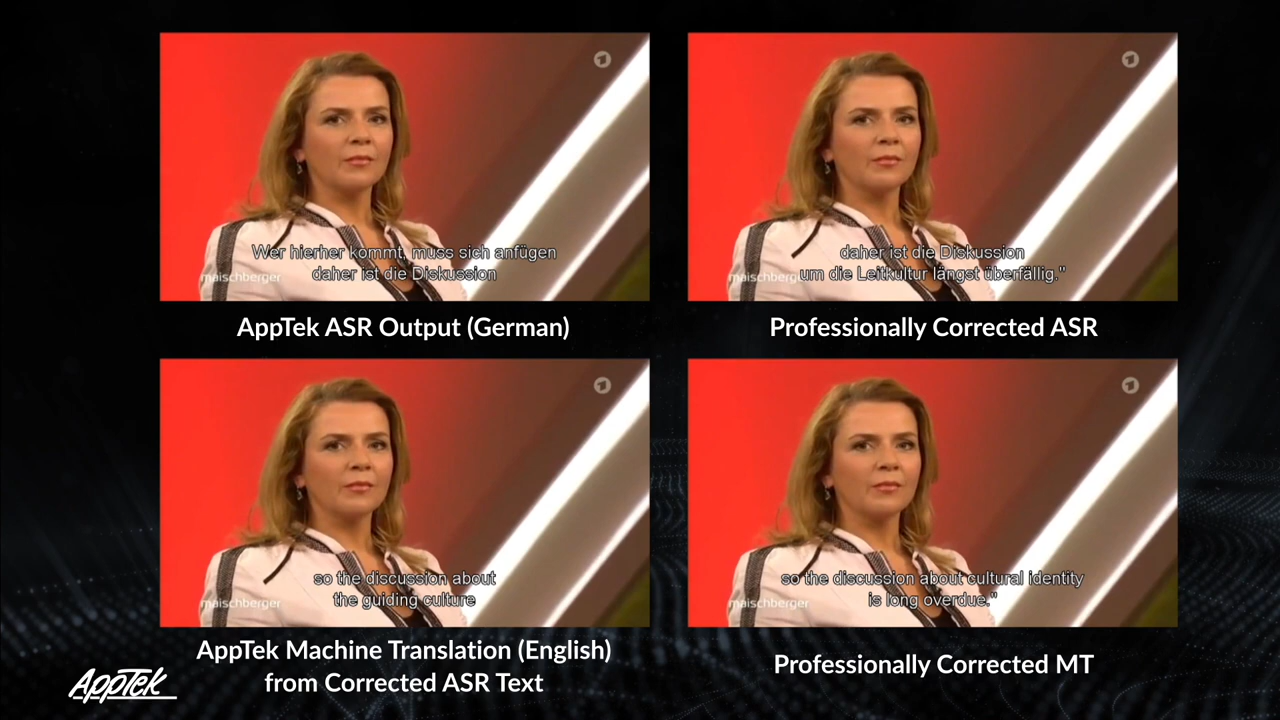 Wer hierher kommt, muss sich anfügen
daher ist die Diskussion
maischberger
AppTek ASR Output (German)
daher ist die Diskussion
um die Leitkultur längst überfällig."
maischberger
Professionally Corrected ASR
so the discussion about
the guiding culture
maischberger
AppTek Machine Translation (English)
from Corrected ASR Text
so the discussion about cultural identity
is long overdue."
maischberger
Professionally Corrected MT
AppTek